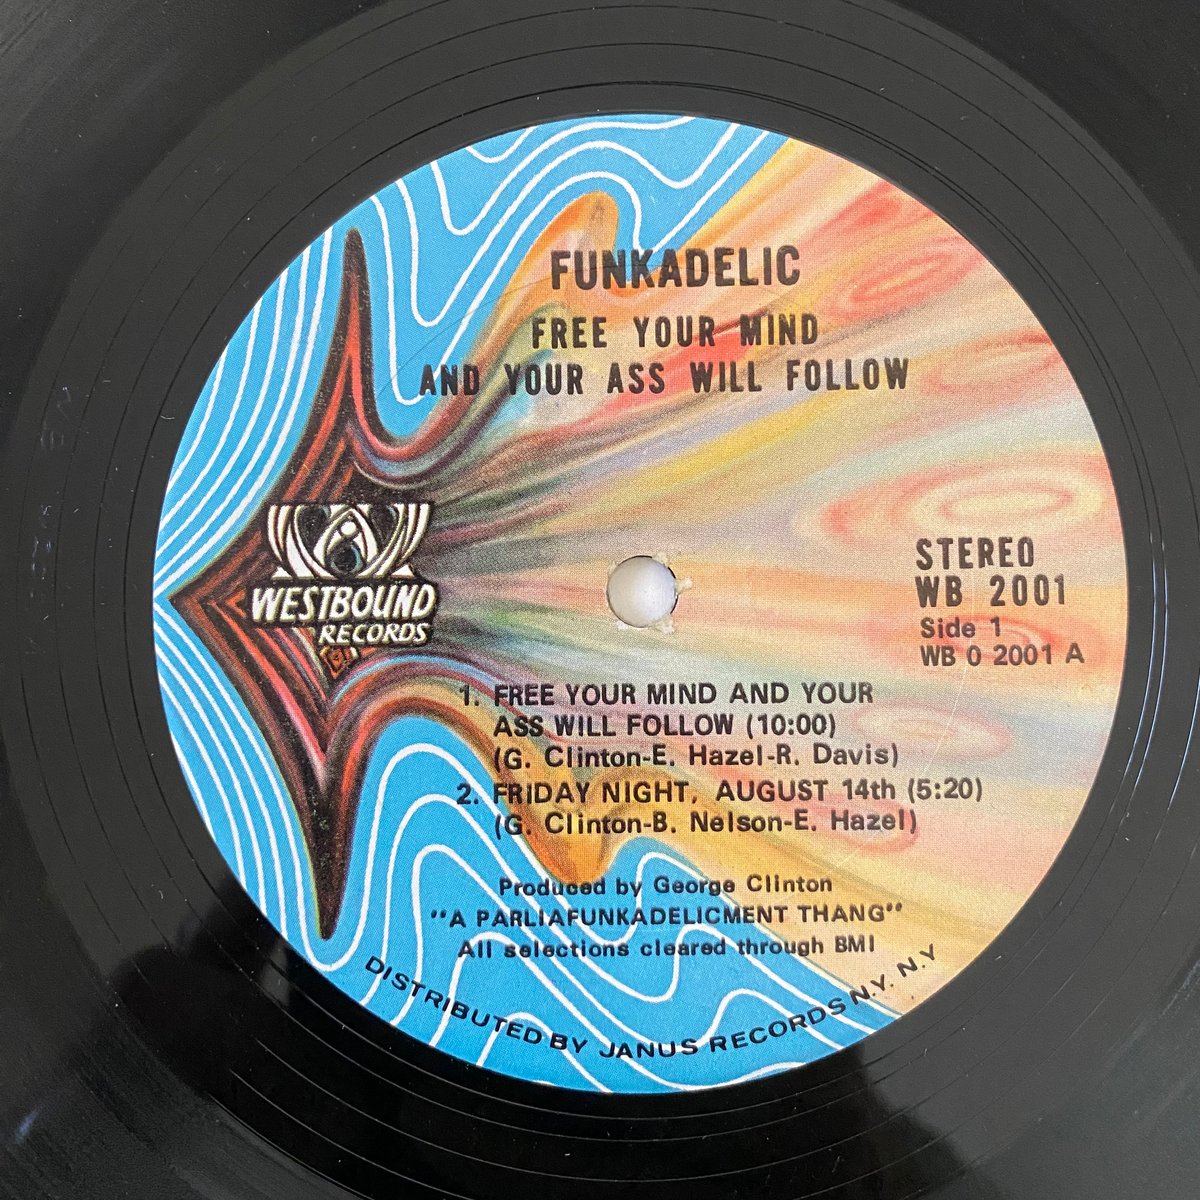 FUNKADELIC
FREE YOUR MIND
AND YOUR ASS WILL FOLLOW
WESTBOUND
RECORDS
STEREO
WB 2001
Side 1
WB 0 2001 A
1. FREE YOUR MIND AND YOUR
ASS WILL FOLLOW (10:00)
(G. Clinton-E. Hazel-R. Davis)
2. FRIDAY NIGHT, AUGUST 14th (5:20)
(G. Clinton-B. Nelson-E. Hazel)
Produced by George Clinton
"A PARLIAFUNKADELICMENT THANG"
All selections cleared through BMI
DISTRIBUTED BY JANUS RECORDS N.Y. N.Y